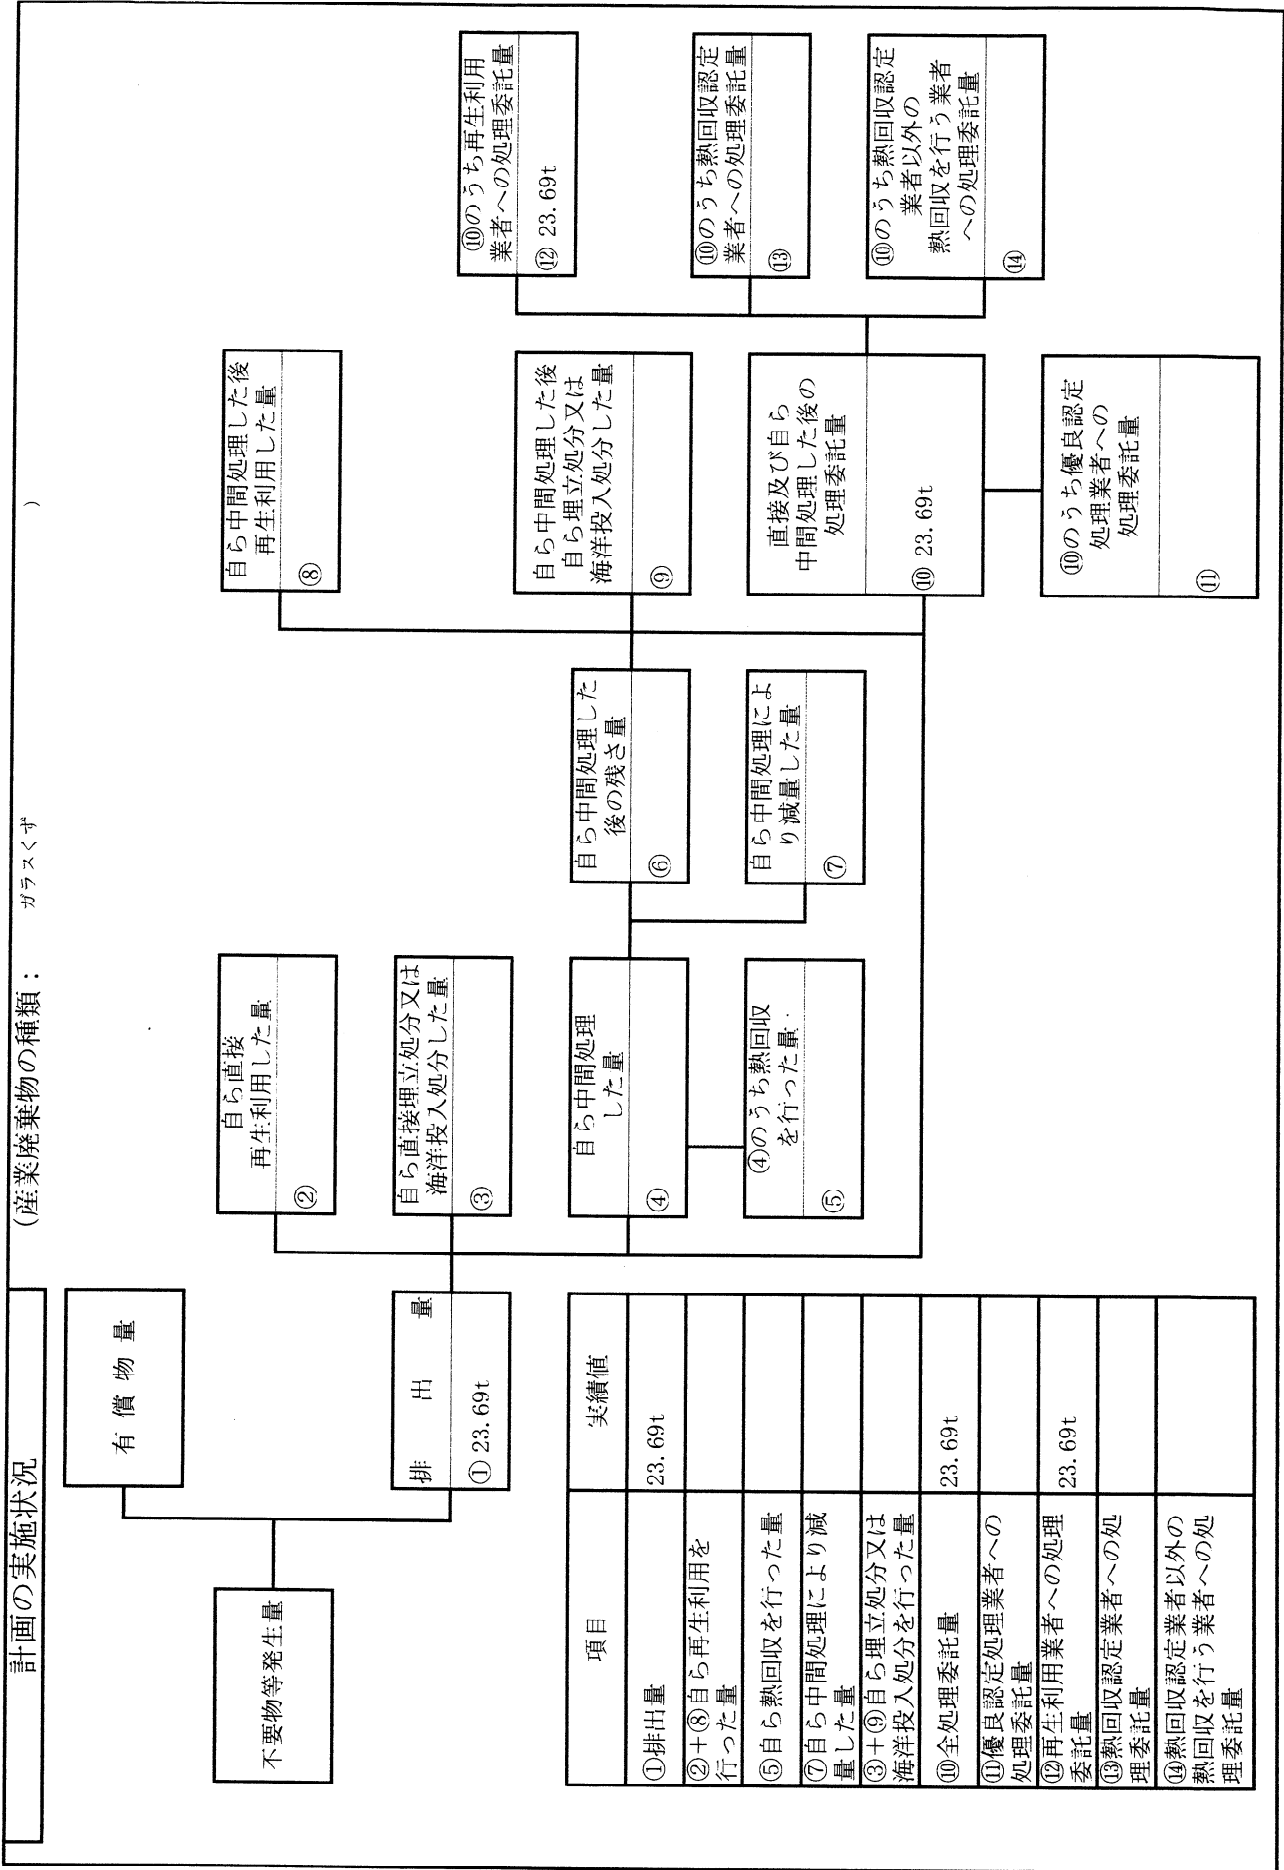 計画の実施状況
(産業廃棄物の種類： ガラスくず )
有償物量
不要物等発生量
排出量
① 23.69t
自ら直接
再生利用した量
②
自ら直接埋立処分又は
海洋投入処分した量
③
自ら中間処理
した量
④
④のうち熱回収
を行った量
⑤
自ら中間処理した
後の残さ量
⑥
自ら中間処理によ
り減量した量
⑦
自ら中間処理した後
再生利用した量
⑧
自ら中間処理した後
自ら埋立処分又は
海洋投入処分した量
⑨
直接及び自ら
中間処理した後の
処理委託量
⑩ 23.69t
⑩のうち優良認定
処理業者への
処理委託量
⑪
⑩のうち再生利用
業者への処理委託量
⑫ 23.69t
⑩のうち熱回収認定
業者への処理委託量
⑬
⑩のうち熱回収認定
業者以外の
熱回収を行う業者
への処理委託量
⑭
項目 実績値
①排出量 23.69t
②＋⑧自ら再生利用を
行った量
⑤自ら熱回収を行った量
⑦自ら中間処理により減
量した量
③＋⑨自ら埋立処分又は
海洋投入処分を行った量
⑩全処理委託量 23.69t
⑪優良認定処理業者への
処理委託量
⑫再生利用業者への処理
委託量 23.69t
⑬熱回収認定業者への処
理委託量
⑭熱回収認定業者以外の
熱回収を行う業者への処
理委託量